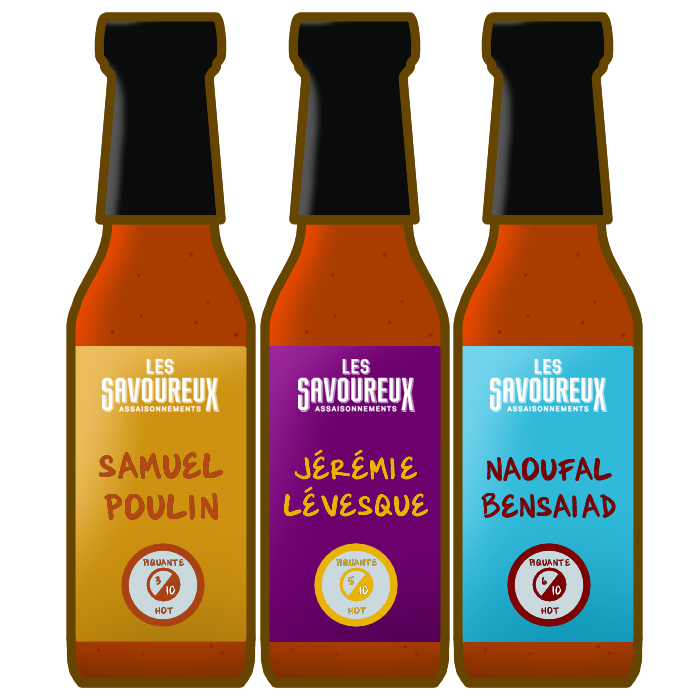 LES
SAVOUREUX
ASSAISONNEMENTS
SAMUEL
POULIN
PIQUANTE
3/10
HOT
LES
SAVOUREUX
ASSAISONNEMENTS
JÉRÉMIE
LÉVESQUE
PIQUANTE
5/10
HOT
LES
SAVOUREUX
ASSAISONNEMENTS
NAOUFAL
BENSAIAD
PIQUANTE
6/10
HOT